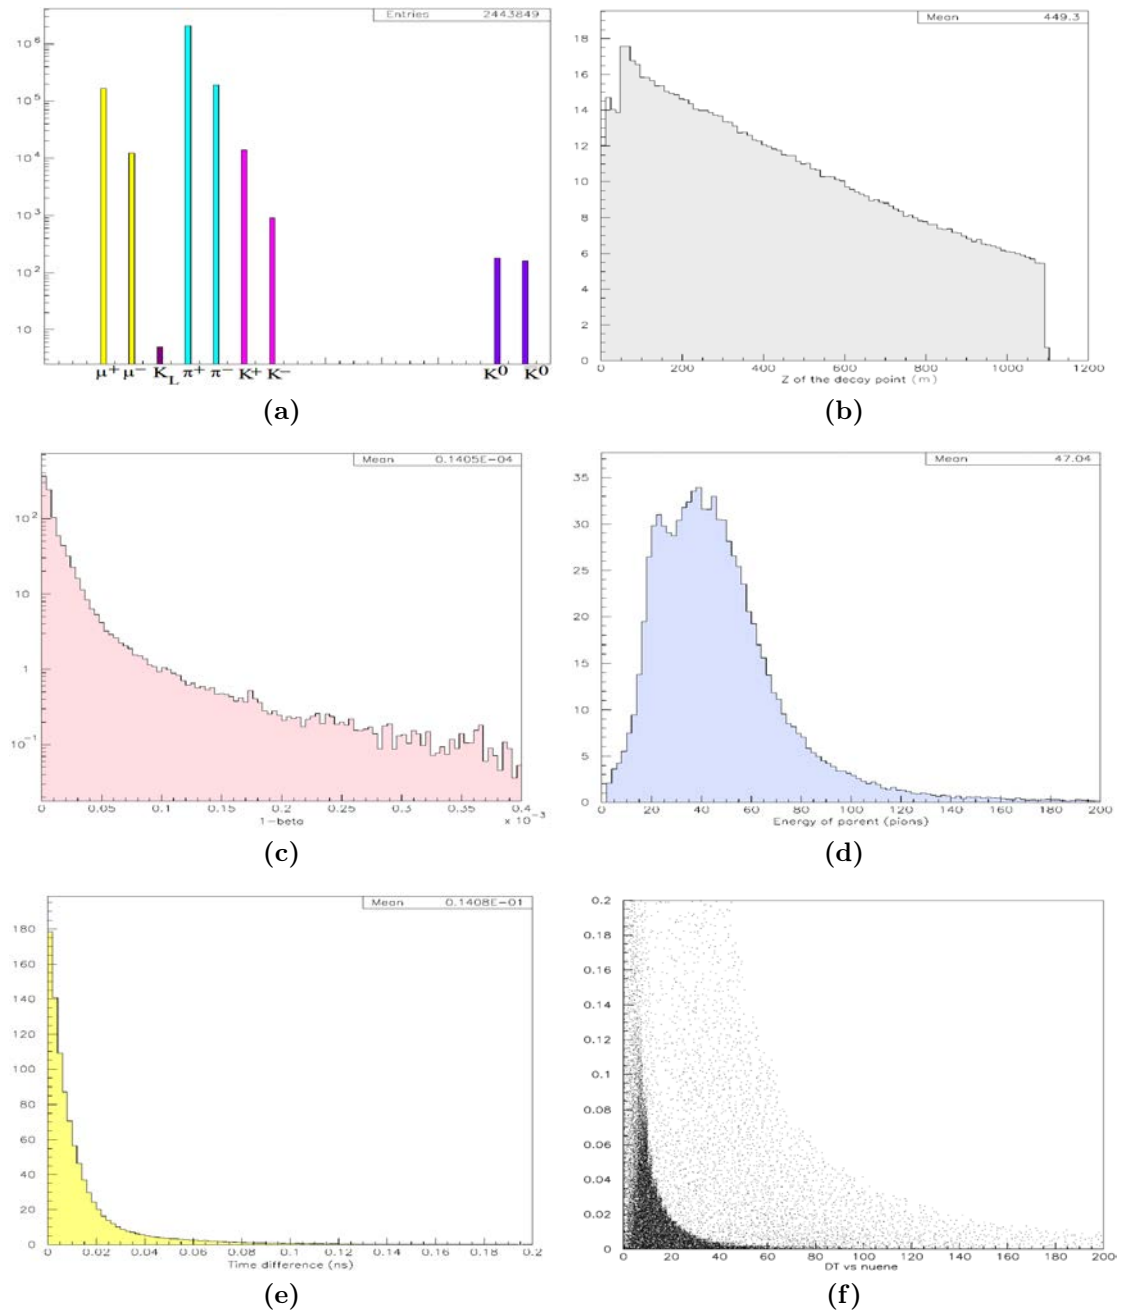 Entries 2443849
10^6
10^5
10^4
10^3
10^2
10
μ+ μ− K_L π+ π− K+ K− K^0 K^0
(a)
Mean 449.3
18
16
14
12
10
8
6
4
2
0
0 200 400 600 800 1000 1200
Z of the decay point (m)
(b)
Mean 0.1405E−04
10^2
10
1
10^−1
0 0.05 0.1 0.15 0.2 0.25 0.3 0.35 0.4
1−beta × 10^−3
(c)
Mean 47.04
35
30
25
20
15
10
5
0
0 20 40 60 80 100 120 140 160 180 200
Energy of parent (pions)
(d)
Mean 0.1408E−01
180
160
140
120
100
80
60
40
20
0
0 0.02 0.04 0.06 0.08 0.1 0.12 0.14 0.16 0.18 0.2
Time difference (ns)
(e)
0.2
0.18
0.16
0.14
0.12
0.1
0.08
0.06
0.04
0.02
0
0 20 40 60 80 100 120 140 160 180 200
DT vs nuene
(f)